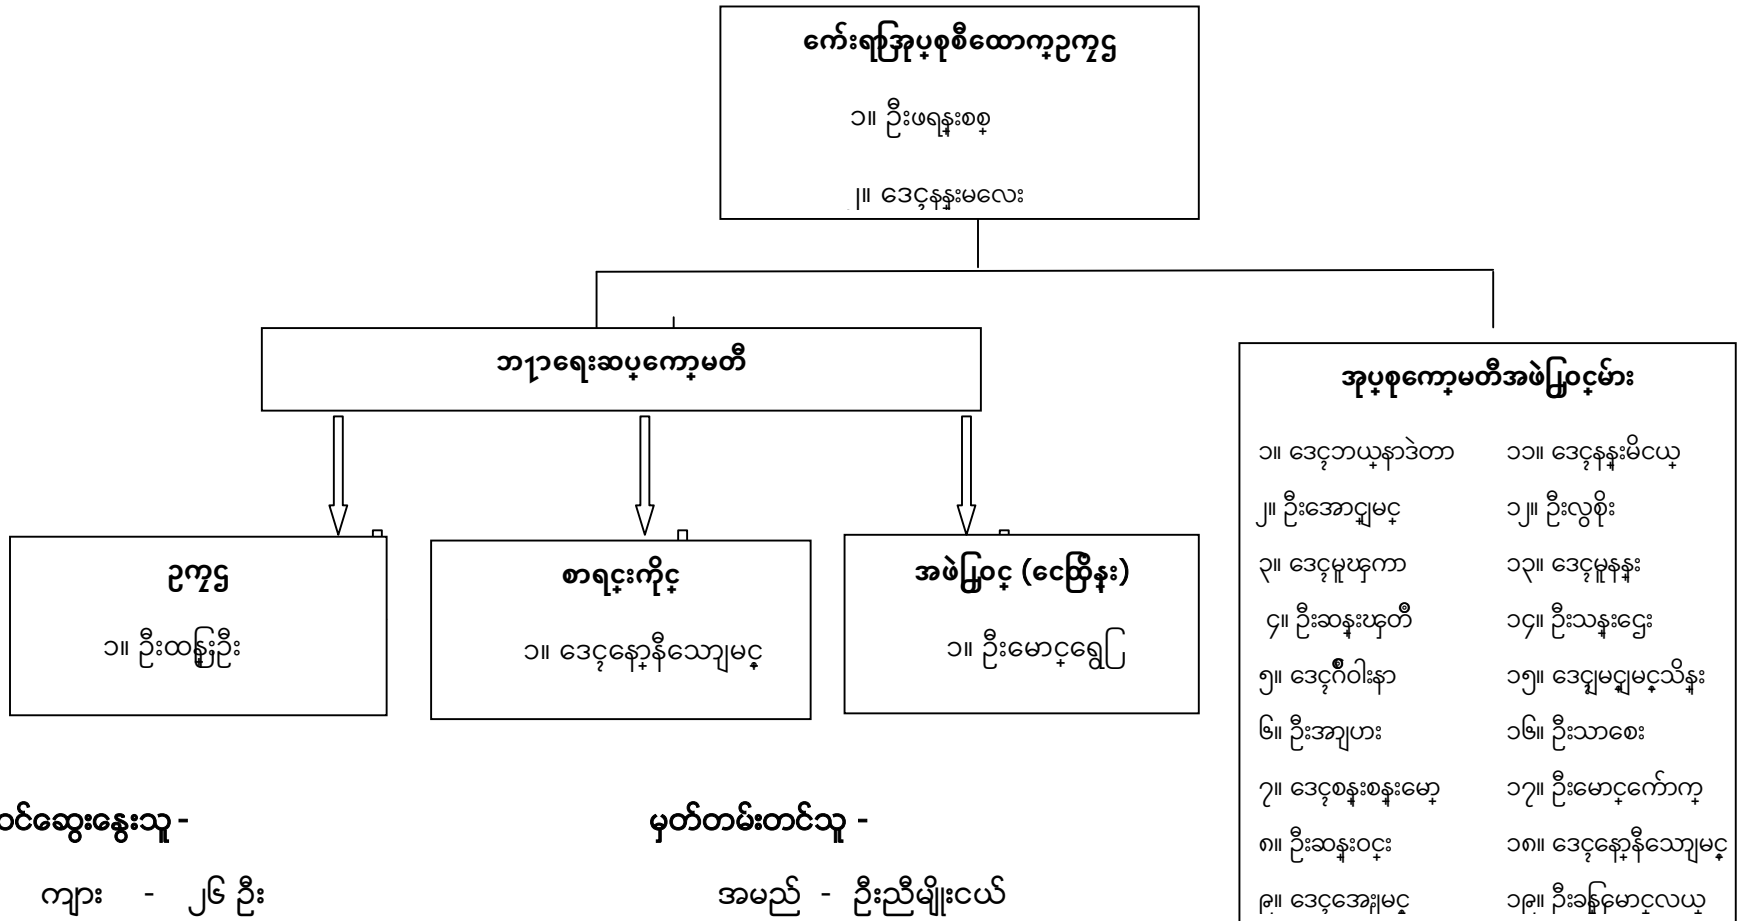 ကျေးရွာအုပ်စုစီထောက်ဥက္ကဌ
၁။ ဦးဖရန်းစစ်
၂။ ဒေါ်နန်းမလေး
ဘဏ္ဍာရေးဆပ်ကော်မတီ
အုပ်စုကော်မတီအဖွဲ့ဝင်များ
၁။ ဒေါ်ဘယ်နာဒဲတာ
၁၁။ ဒေါ်နန်းမိငယ်
၂။ ဦးအောင်မြင့်
၁၂။ ဦးလွစိုး
၃။ ဒေါ်မူဗြကာ
၁၃။ ဒေါ်မူနန်း
၄။ ဦးဆန်းဗြတိ
၁၄။ ဦးသန်းဌေး
၅။ ဒေါ်ဂျီဝါးနာ
၁၅။ ဒေါ်မြင့်မြင့်သိန်း
၆။ ဦးအာပြား
၁၆။ ဦးသာစေး
၇။ ဒေါ်စန်းစန်းမော်
၁၇။ ဦးမောင်ကျောက်
၈။ ဦးဆန်းဝင်း
၁၈။ ဒေါ်နော်နီသော်မြင့်
၉။ ဒေါ်အေးမြင့်
၁၉။ ဦးခွန်မောင်လယ်
ဥက္ကဌ
၁။ ဦးထွန်းဦး
စာရင်းကိုင်
၁။ ဒေါ်နော်နီသော်မြင့်
အဖွဲ့ဝင် (ငွေထိန်း)
၁။ ဦးမောင်ရွှေ
ဝင်ဆွေးနွေးသူ -
မှတ်တမ်းတင်သူ -
ကျား - ၂၆ ဦး
အမည် - ဦးညီမျိုးငယ်